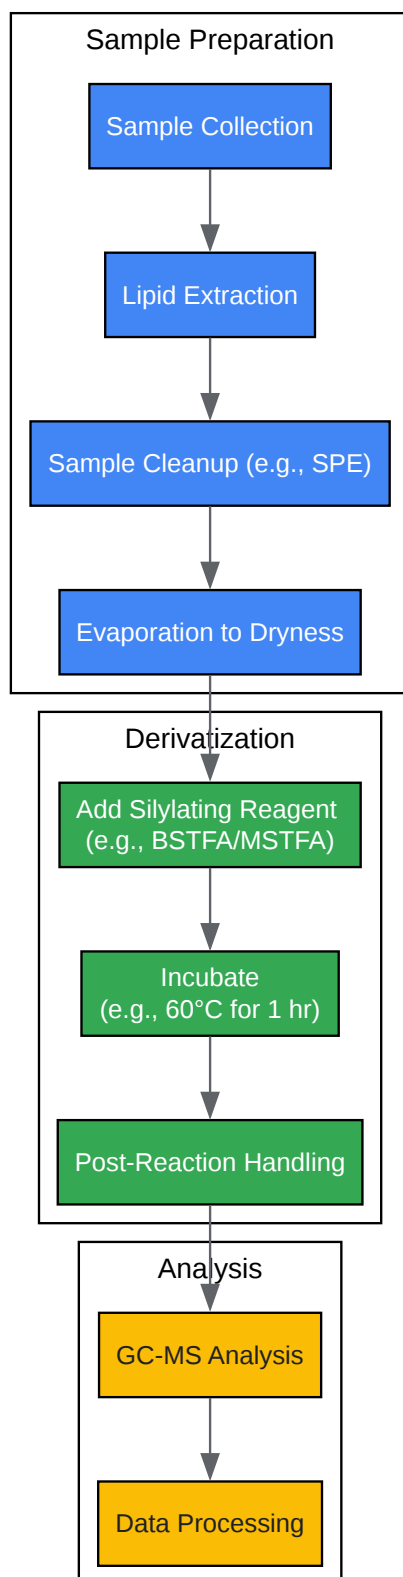 Sample Preparation
Sample Collection
Lipid Extraction
Sample Cleanup (e.g., SPE)
Evaporation to Dryness
Derivatization
Add Silylating Reagent
(e.g., BSTFA/MSTFA)
Incubate
(e.g., 60°C for 1 hr)
Post-Reaction Handling
Analysis
GC-MS Analysis
Data Processing